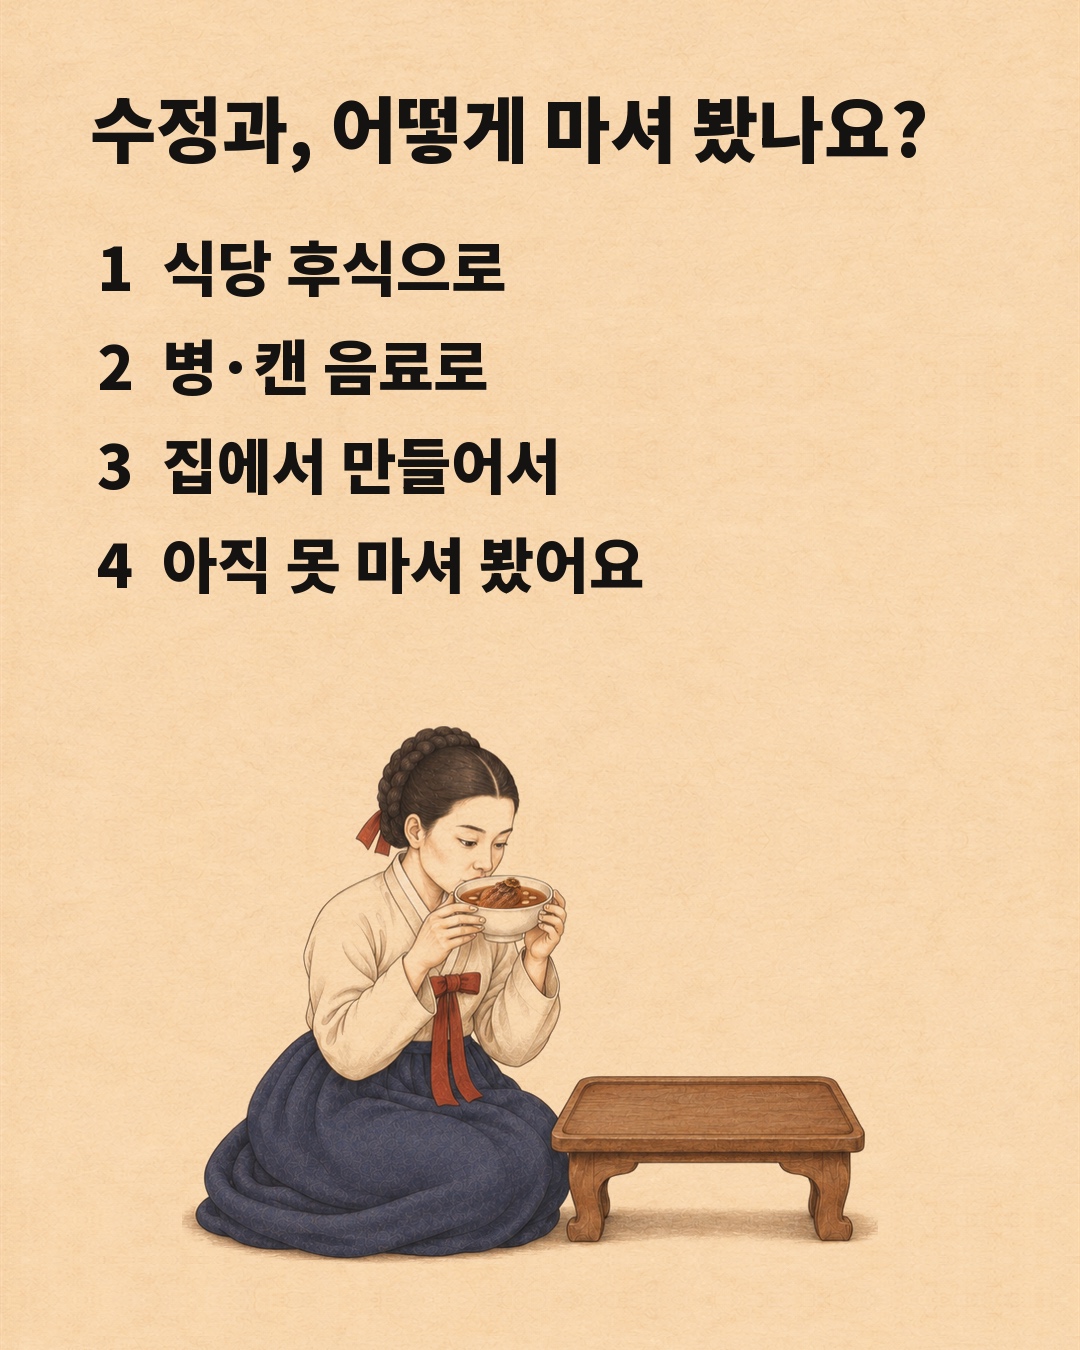 수정과, 어떻게 마셔 봤나요?
1 식당 후식으로
2 병·캔 음료로
3 집에서 만들어서
4 아직 못 마셔 봤어요